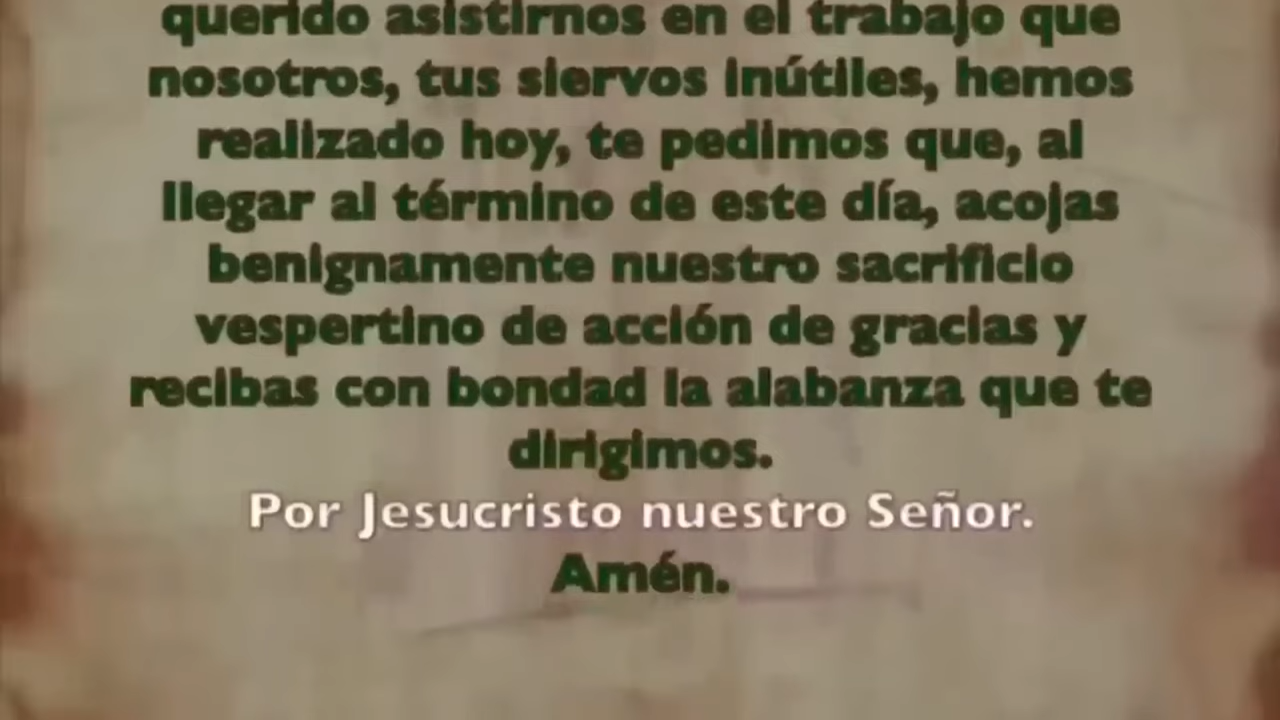 querido asistirnos en el trabajo que
nosotros, tus siervos inútiles, hemos
realizado hoy, te pedimos que, al
llegar al término de este día, acojas
benignamente nuestro sacrificio
vespertino de acción de gracias y
recibas con bondad la alabanza que te
dirigimos.
Por Jesucristo nuestro Señor.
Amén.